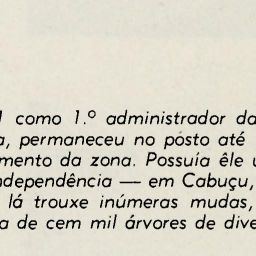 como 1.º administrador da
permaneceu no pôsto até
mento da zona. Possuía êle
ndependência — em Cabuçu,
lá trouxe inúmeras mudas,
a de cem mil árvores de dive